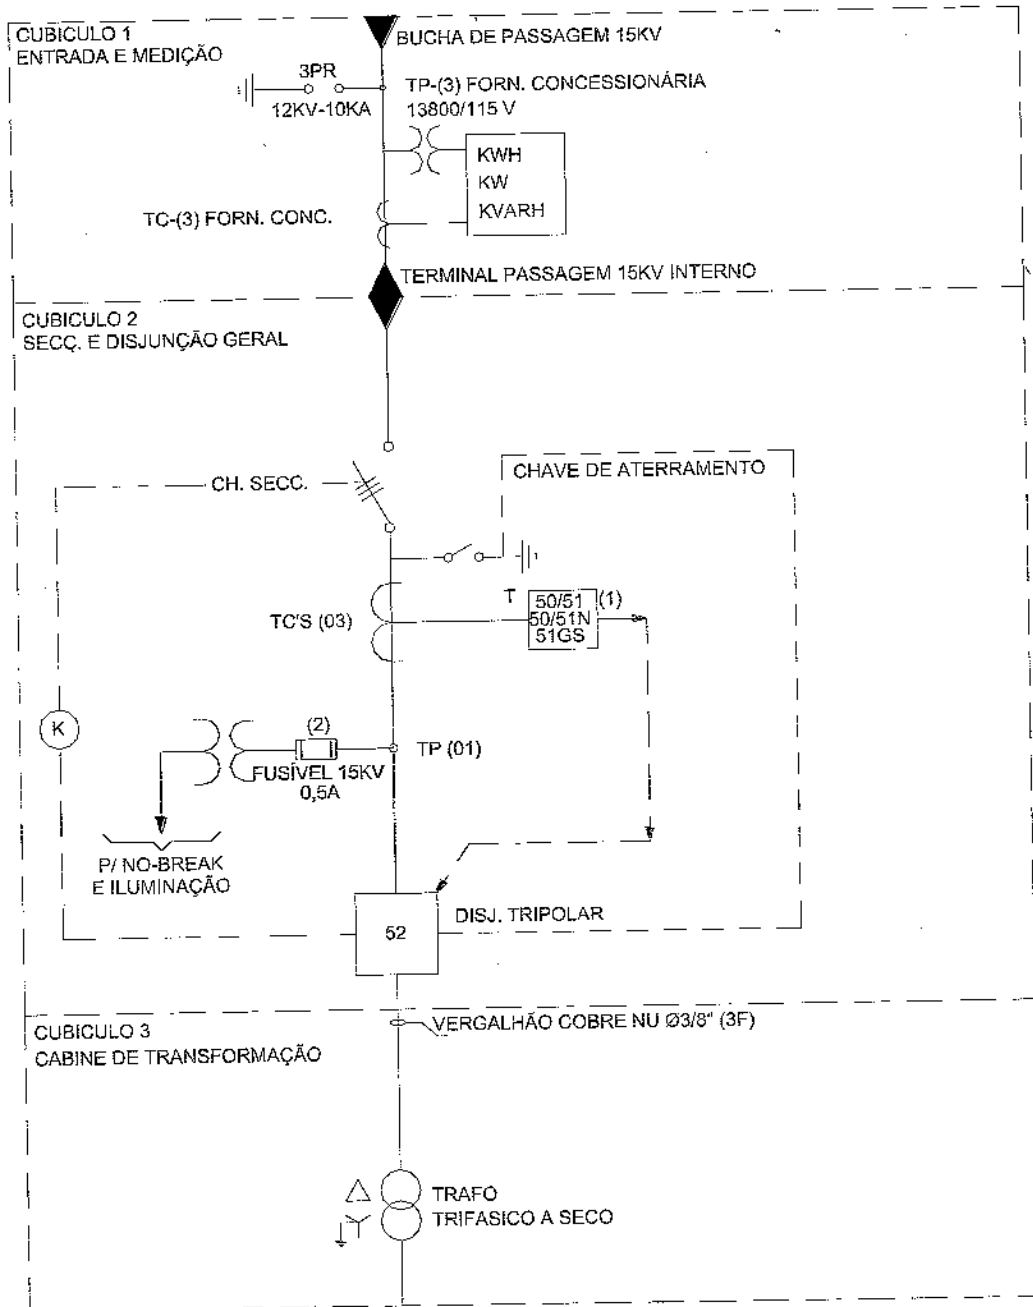 CUBICULO 1
ENTRADA E MEDIÇÃO
BUCHA DE PASSAGEM 15KV
3PR
12KV-10KA
TP-(3) FORN. CONCESSIONÁRIA
13800/115 V
KWH
KW
KVARH
TC-(3) FORN. CONC.
TERMINAL PASSAGEM 15KV INTERNO
CUBICULO 2
SECÇ. E DISJUNÇÃO GERAL
CH. SECC.
CHAVE DE ATERRAMENTO
TC'S (03)
T
50/51
50/51N
51GS
(1)
K
(2)
FUSÍVEL 15KV
0,5A
TP (01)
P/ NO-BREAK
E ILUMINAÇÃO
52
DISJ. TRIPOLAR
CUBICULO 3
CABINE DE TRANSFORMAÇÃO
VERGALHÃO COBRE NU Ø3/8" (3F)
TRAFO
TRIFASICO A SECO